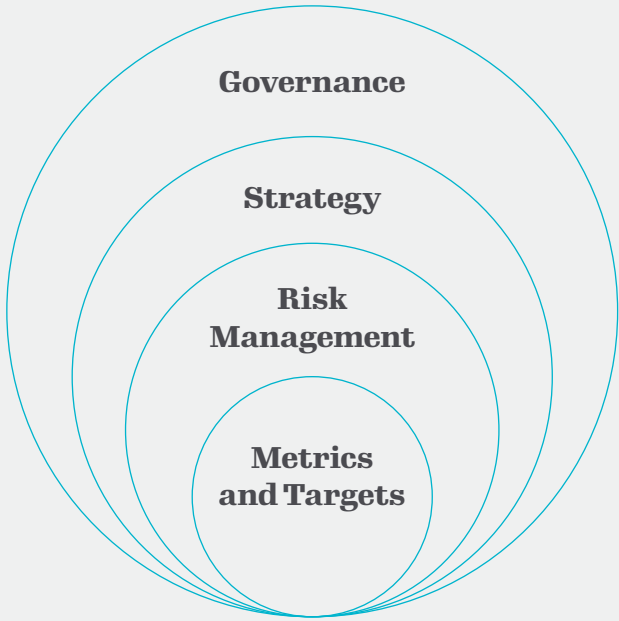 Governance
Strategy
Risk
Management
Metrics
and Targets